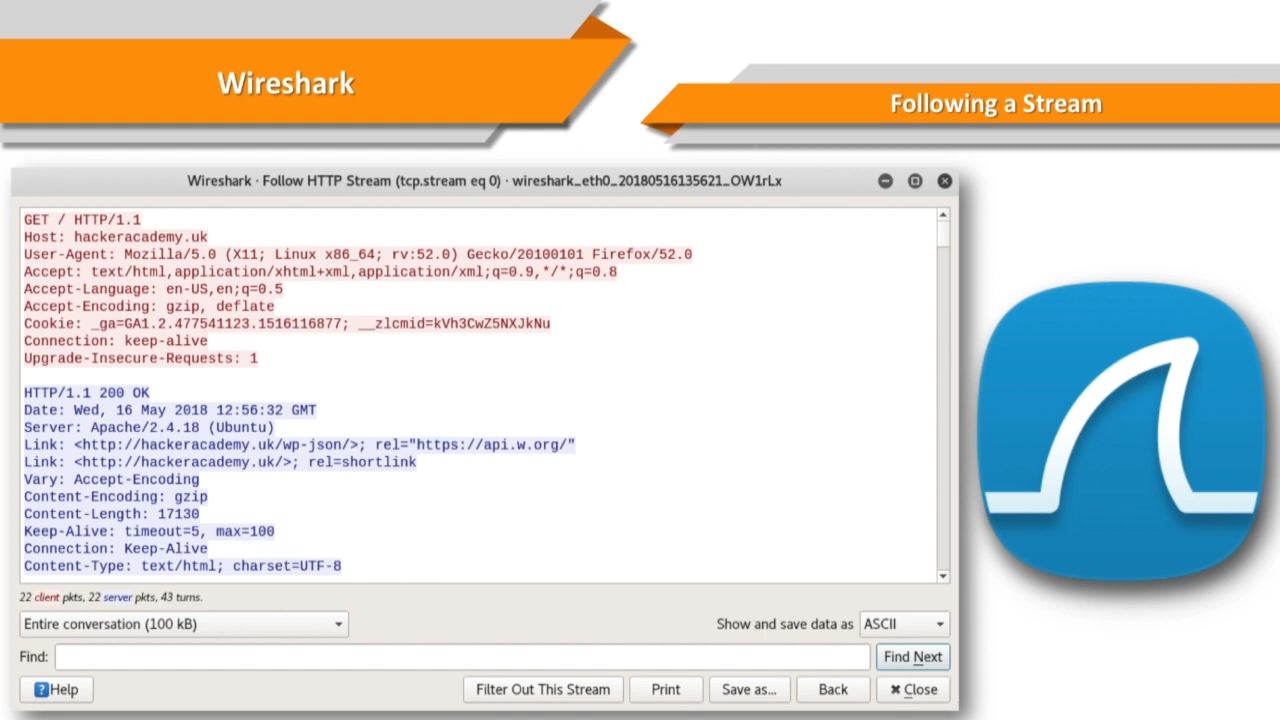 Wireshark
Following a Stream
Wireshark · Follow HTTP Stream (tcp.stream eq 0) · wireshark_eth0_20180516135621_OW1rLx
GET / HTTP/1.1
Host: hackeracademy.uk
User-Agent: Mozilla/5.0 (X11; Linux x86_64; rv:52.0) Gecko/20100101 Firefox/52.0
Accept: text/html,application/xhtml+xml,application/xml;q=0.9,*/*;q=0.8
Accept-Language: en-US,en;q=0.5
Accept-Encoding: gzip, deflate
Cookie: _ga=GA1.2.477541123.1516116877; __zlcmid=kVh3CwZ5NXJkNu
Connection: keep-alive
Upgrade-Insecure-Requests: 1
HTTP/1.1 200 OK
Date: Wed, 16 May 2018 12:56:32 GMT
Server: Apache/2.4.18 (Ubuntu)
Link: <http://hackeracademy.uk/wp-json/>; rel="https://api.w.org/"
Link: <http://hackeracademy.uk/>; rel=shortlink
Vary: Accept-Encoding
Content-Encoding: gzip
Content-Length: 17130
Keep-Alive: timeout=5, max=100
Connection: Keep-Alive
Content-Type: text/html; charset=UTF-8
22 client pkts, 22 server pkts, 43 turns.
Entire conversation (100 kB)
Show and save data as ASCII
Find:
Find Next
Help
Filter Out This Stream
Print
Save as...
Back
Close